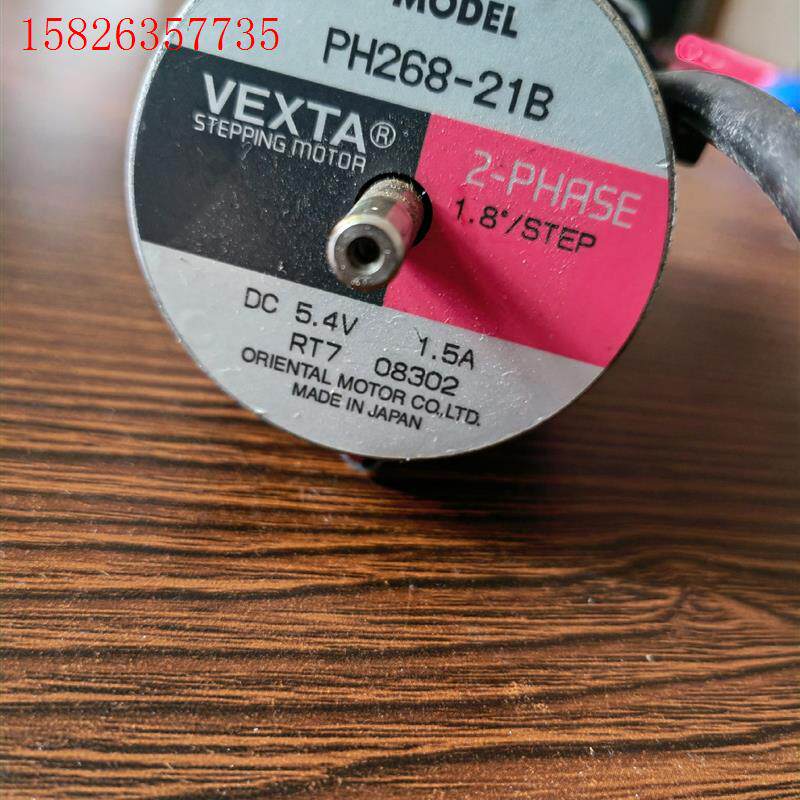 15826357735
MODEL
PH268-21B
VEXTA®
STEPPING MOTOR
2-PHASE
1.8°/STEP
DC 5.4V 1.5A
RT7 08302
ORIENTAL MOTOR CO.,LTD.
MADE IN JAPAN